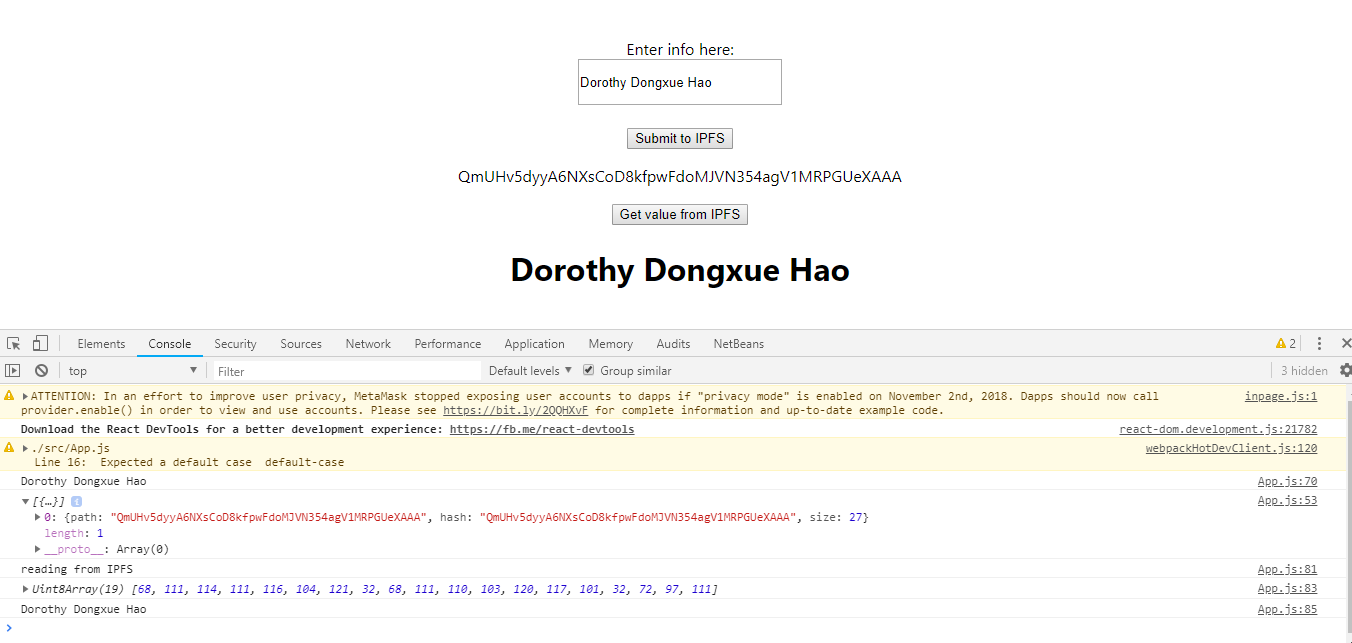 Enter info here:
Dorothy Dongxue Hao
Submit to IPFS
QmUHv5dyyA6NXsCoD8kfpwFdoMJVN354agV1MRPGUeXAAA
Get value from IPFS
Dorothy Dongxue Hao
Elements Console Security Sources Network Performance Application Memory Audits NetBeans 2
top Filter Default levels Group similar 3 hidden
ATTENTION: In an effort to improve user privacy, MetaMask stopped exposing user accounts to dapps if "privacy mode" is enabled on November 2nd, 2018. Dapps should now call inpage.js:1
provider.enable() in order to view and use accounts. Please see https://bit.ly/2QQHXvF for complete information and up-to-date example code.
Download the React DevTools for a better development experience: https://fb.me/react-devtools react-dom.development.js:21782
./src/App.js webpackHotDevClient.js:120
Line 16: Expected a default case default-case
Dorothy Dongxue Hao App.js:70
[{…}] App.js:53
0: {path: "QmUHv5dyyA6NXsCoD8kfpwFdoMJVN354agV1MRPGUeXAAA", hash: "QmUHv5dyyA6NXsCoD8kfpwFdoMJVN354agV1MRPGUeXAAA", size: 27}
length: 1
__proto__: Array(0)
reading from IPFS App.js:81
Uint8Array(19) [68, 111, 114, 111, 116, 104, 121, 32, 68, 111, 110, 103, 120, 117, 101, 32, 72, 97, 111] App.js:83
Dorothy Dongxue Hao App.js:85